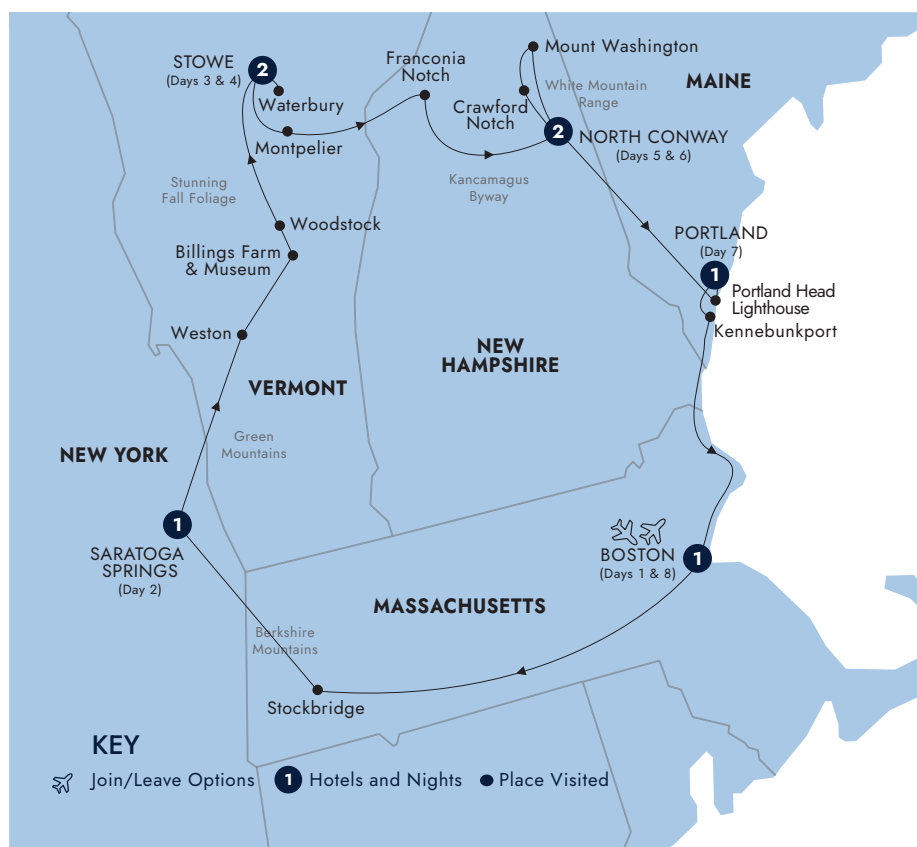 STOWE
(Days 3 & 4)
2
Waterbury
Montpelier
Franconia
Notch
Mount Washington
Crawford
Notch
White Mountain
Range
MAINE
2
NORTH CONWAY
(Days 5 & 6)
Kancamagus
Byway
Stunning
Fall Foliage
Woodstock
Billings Farm
& Museum
PORTLAND
(Day 7)
1
Portland Head
Lighthouse
Kennebunkport
Weston
NEW
HAMPSHIRE
VERMONT
Green
Mountains
NEW YORK
1
SARATOGA
SPRINGS
(Day 2)
BOSTON
(Days 1 & 8)
1
MASSACHUSETTS
Berkshire
Mountains
Stockbridge
KEY
Join/Leave Options
1 Hotels and Nights
Place Visited